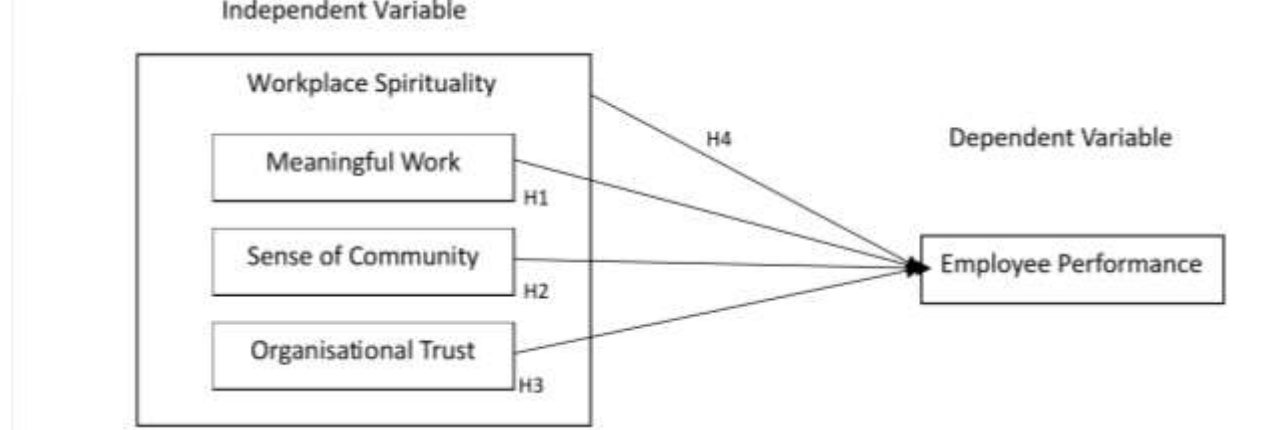 Independent Variable
Workplace Spirituality
Meaningful Work
H1
Sense of Community
H2
Organisational Trust
H3
H4
Dependent Variable
Employee Performance